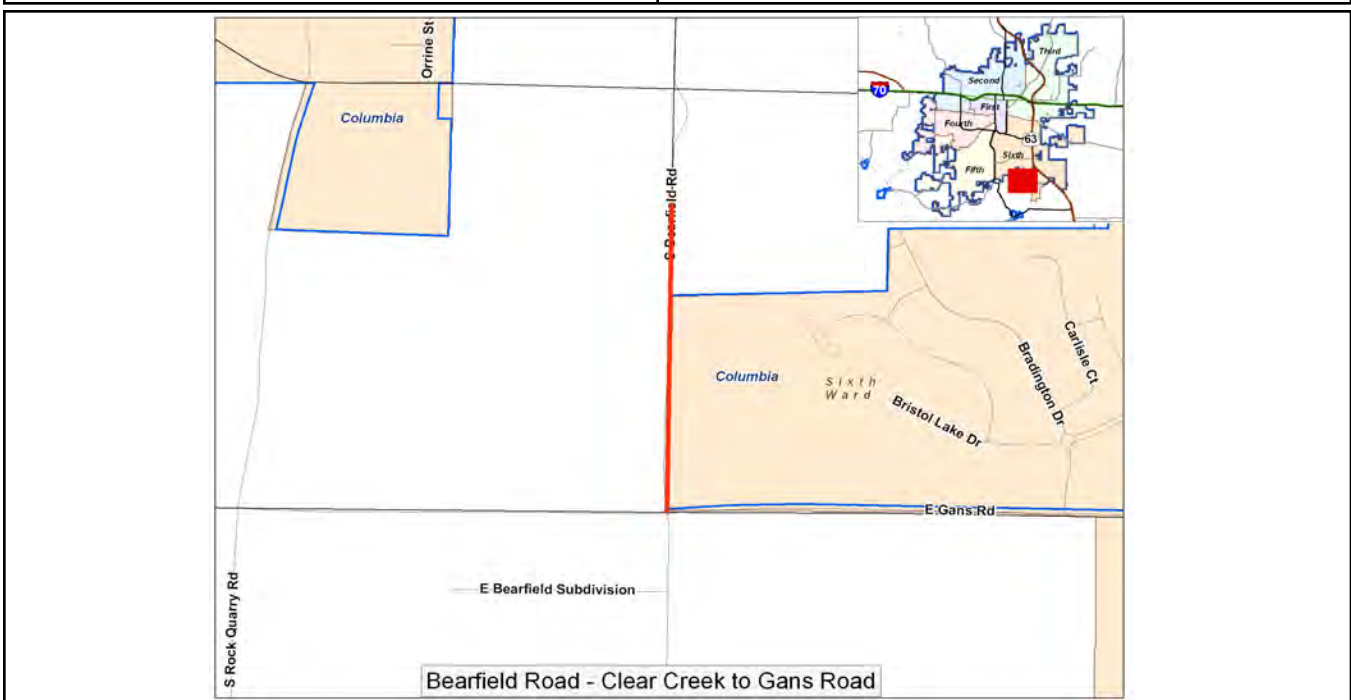 Orrine St
Columbia
S Bearfield Rd
Third
Second
70
First
Fourth
63
Sixth
Fifth
Columbia
Sixth
Ward
Carlisle Ct
Bradington Dr
Bristol Lake Dr
E Gans Rd
E Bearfield Subdivision
S Rock Quarry Rd
Bearfield Road - Clear Creek to Gans Road